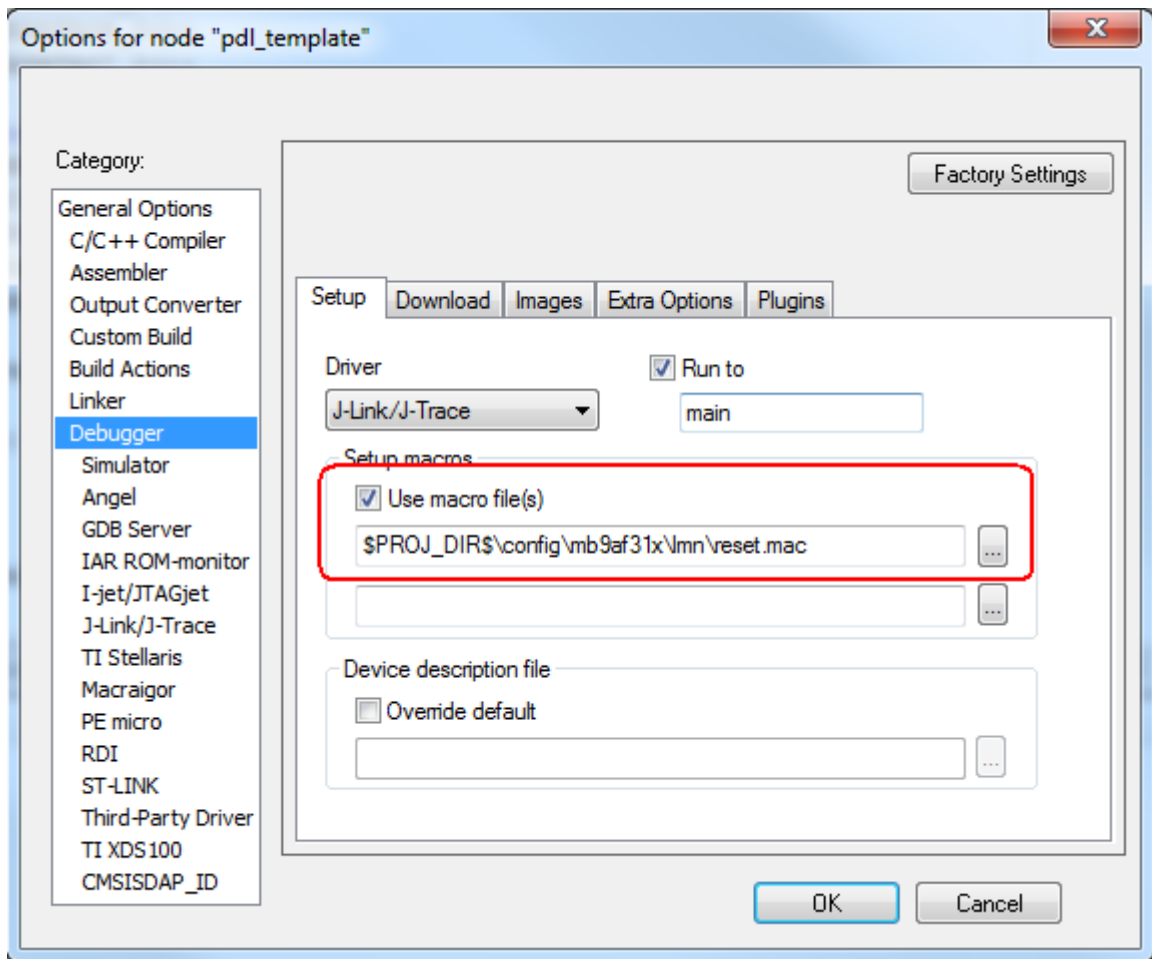 Options for node "pdl_template"
X
Category:
Factory Settings
General Options
C/C++ Compiler
Assembler
Output Converter
Custom Build
Build Actions
Linker
Debugger
Simulator
Angel
GDB Server
IAR ROM-monitor
I-jet/JTAGjet
J-Link/J-Trace
TI Stellaris
Macraigor
PE micro
RDI
ST-LINK
Third-Party Driver
TI XDS100
CMSISDAP_ID
Setup Download Images Extra Options Plugins
Driver Run to
J-Link/J-Trace main
Setup macros
Use macro file(s)
$PROJ_DIR$\config\mb9af31x\lmn\reset.mac ...
...
Device description file
Override default
...
OK Cancel